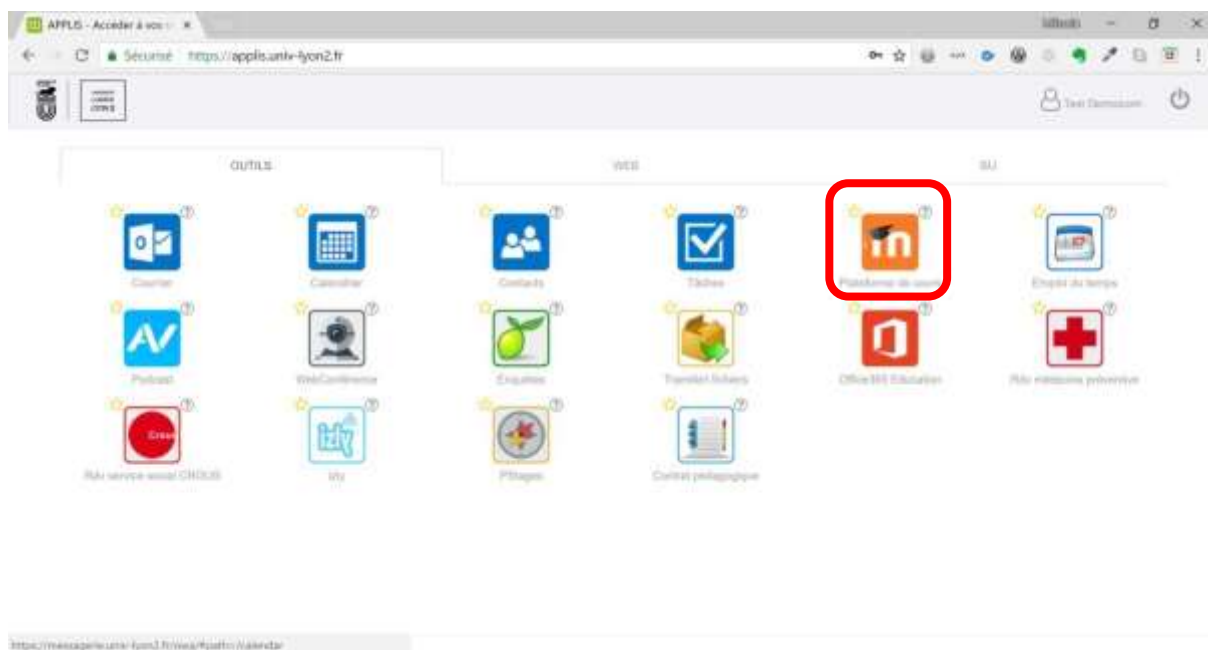 APPLIS - Accéder à vos
Sécurisé https://applis.univ-lyon2.fr
OUTILS WEB BU
Courrier Calendrier Contacts Tâches Plateforme de cours Emploi du temps
Podcast WebConférence Enquêtes Transfert fichiers Office365 Education Rdv médecine préventive
Rdv service social CROUS izly PStages Contrat pédagogique